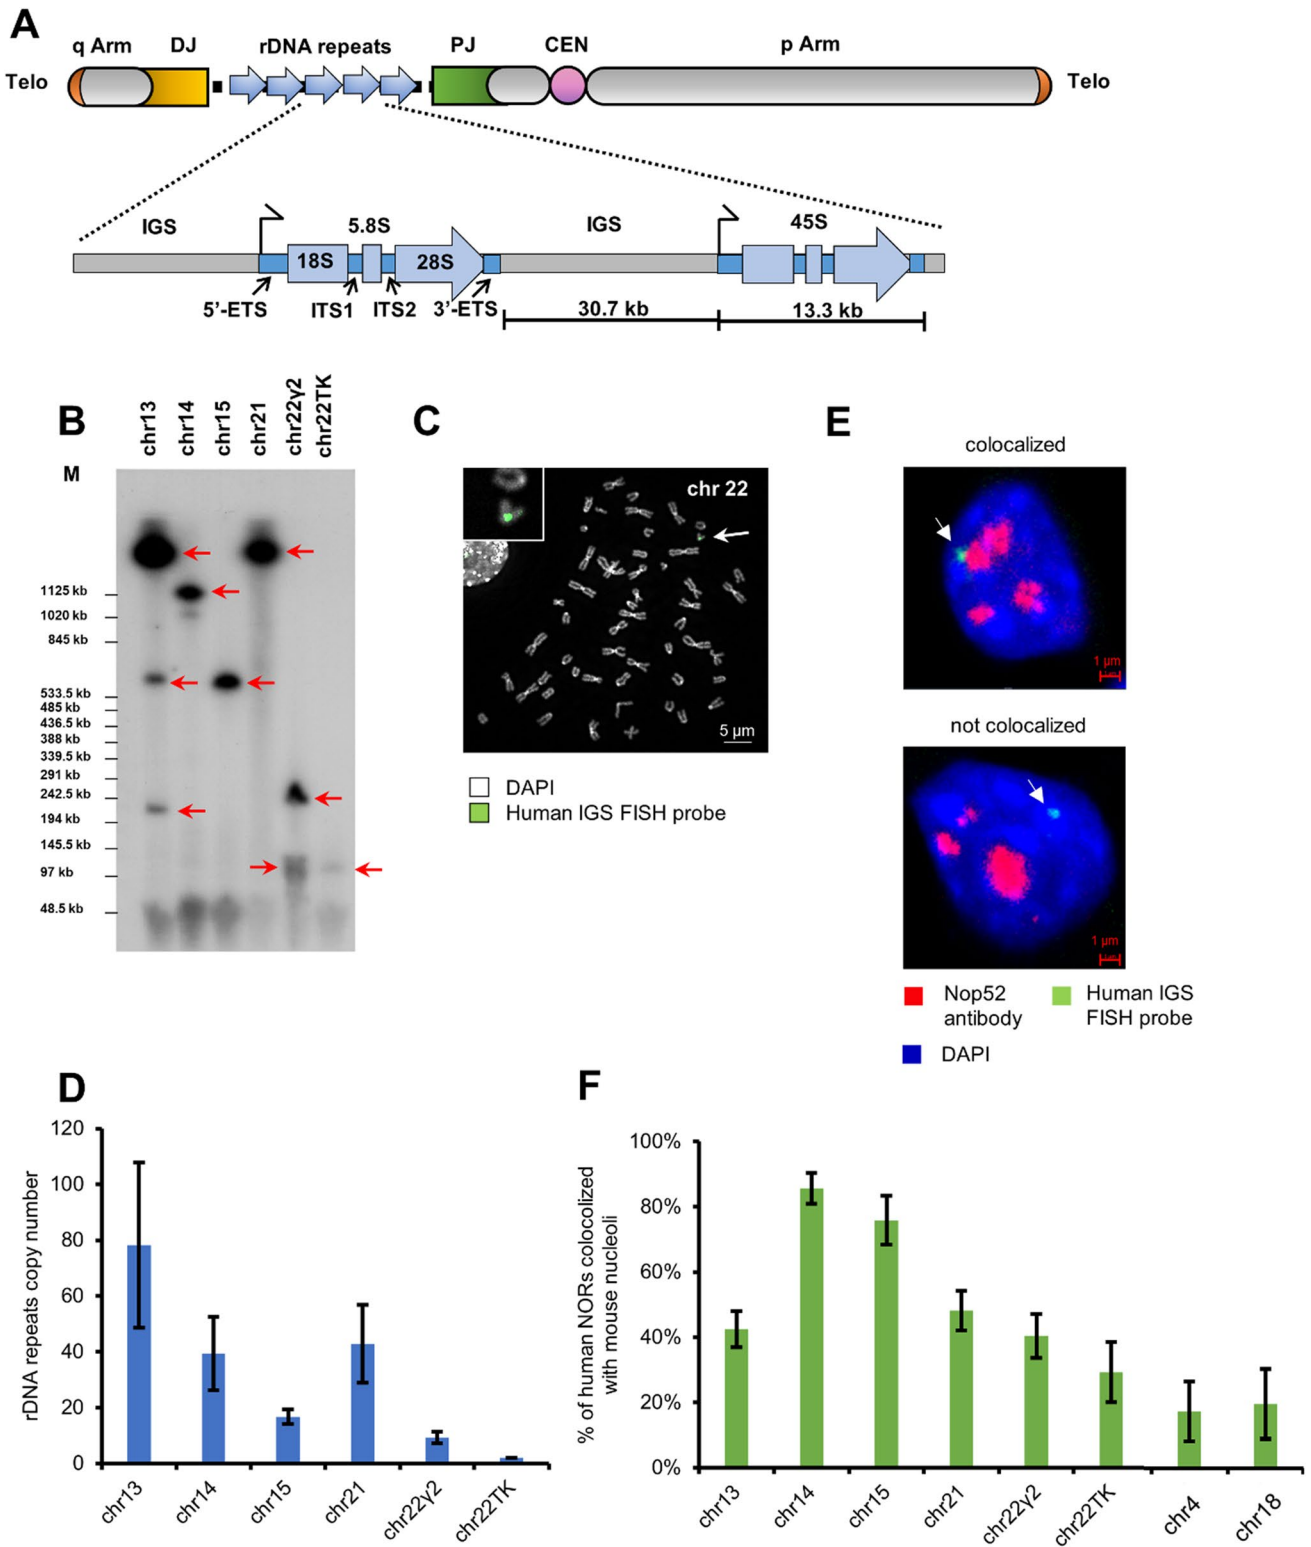 A
q Arm DJ rDNA repeats PJ CEN p Arm
Telo Telo
IGS 5.8S IGS 45S
18S 28S
5’-ETS ITS1 ITS2 3’-ETS 30.7 kb 13.3 kb
B
chr13 chr14 chr15 chr21 chr22γ2 chr22TK
M
1125 kb
1020 kb
845 kb
533.5 kb
485 kb
436.5 kb
388 kb
339.5 kb
291 kb
242.5 kb
194 kb
145.5 kb
97 kb
48.5 kb
C
chr 22
5 µm
DAPI
Human IGS FISH probe
E
colocalized
1 µm
not colocalized
1 µm
Nop52
antibody
Human IGS
FISH probe
DAPI
D
rDNA repeats copy number
120
100
80
60
40
20
0
chr13 chr14 chr15 chr21 chr22γ2 chr22TK
F
% of human NORs colocolized
with mouse nucleoli
100%
80%
60%
40%
20%
0%
chr13 chr14 chr15 chr21 chr22γ2 chr22TK chr4 chr18